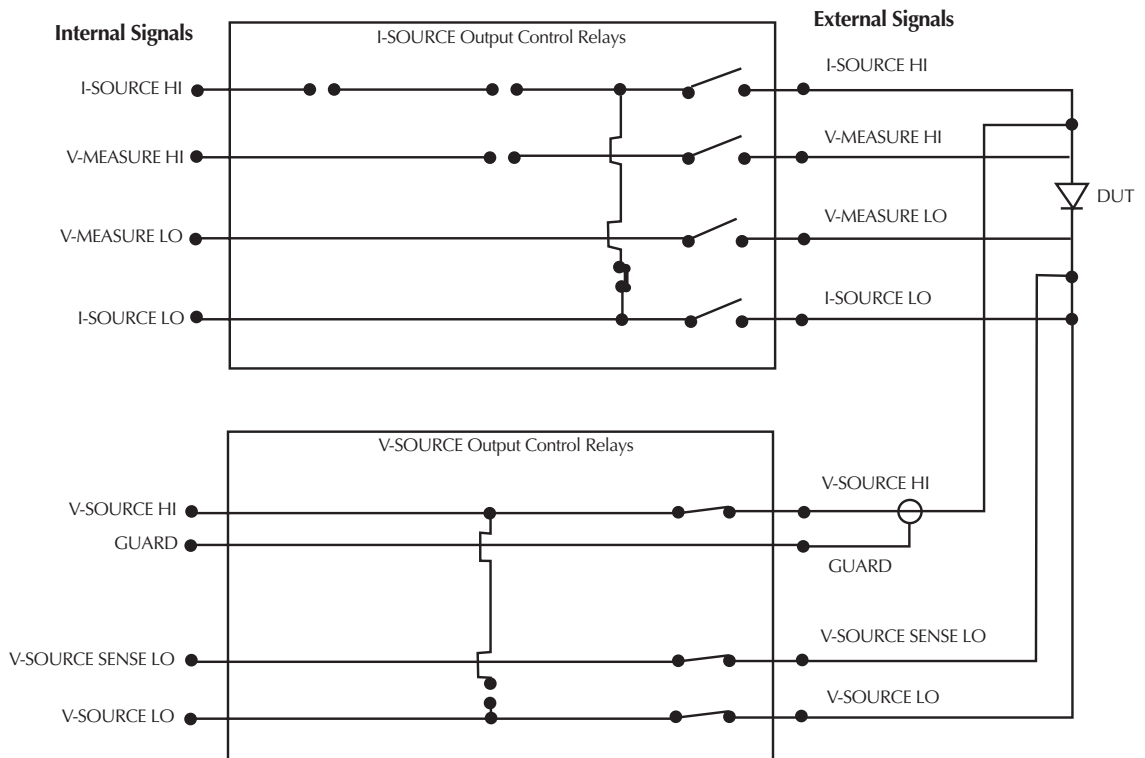 Internal Signals
External Signals
I-SOURCE Output Control Relays
I-SOURCE HI
I-SOURCE HI
V-MEASURE HI
V-MEASURE HI
DUT
V-MEASURE LO
V-MEASURE LO
I-SOURCE LO
I-SOURCE LO
V-SOURCE Output Control Relays
V-SOURCE HI
V-SOURCE HI
GUARD
GUARD
V-SOURCE SENSE LO
V-SOURCE SENSE LO
V-SOURCE LO
V-SOURCE LO